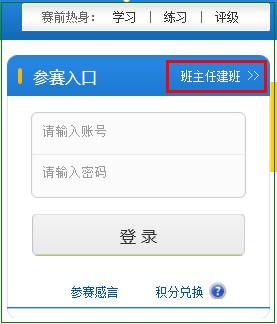 赛前热身： 学习 | 练习 | 评级
参赛入口 班主任建班 >>
请输入账号
请输入密码
登 录
参赛感言 积分兑换 ?